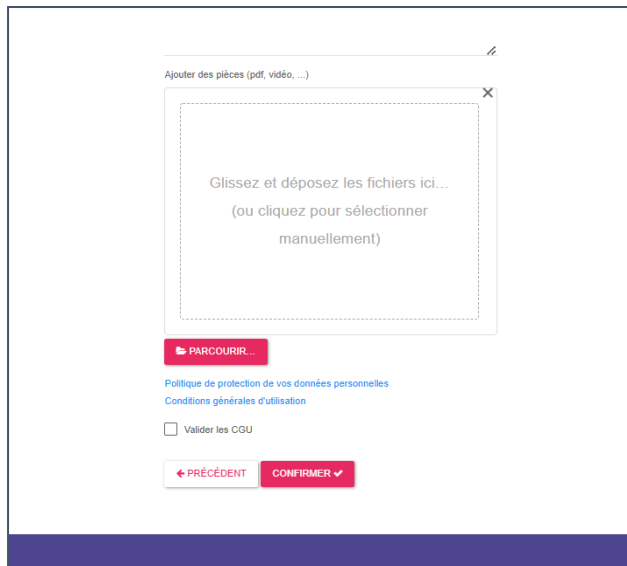 Ajouter des pièces (pdf, vidéo, ...)
Glissez et déposez les fichiers ici...
(ou cliquez pour sélectionner
manuellement)
PARCOURIR...
Politique de protection de vos données personnelles
Conditions générales d'utilisation
Valider les CGU
PRÉCÉDENT CONFIRMER